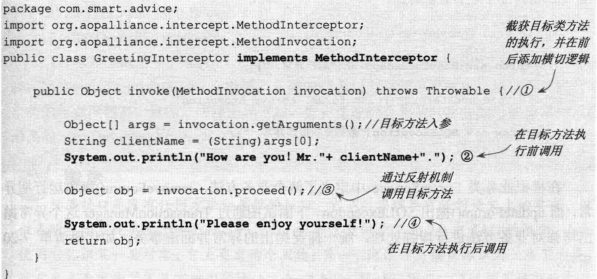 package com.smart.advice;
import org.aopalliance.intercept.MethodInterceptor;
import org.aopalliance.intercept.MethodInvocation;
public class GreetingInterceptor implements MethodInterceptor {
截获目标类方法
的执行，并在前
后添加横切逻辑
public Object invoke(MethodInvocation invocation) throws Throwable {//①
Object[] args = invocation.getArguments();//目标方法入参
String clientName = (String)args[0];
System.out.println("How are you! Mr."+ clientName+"."); ②
在目标方法执
行前调用
Object obj = invocation.proceed();//③
通过反射机制
调用目标方法
System.out.println("Please enjoy yourself!"); //④
return obj;
在目标方法执行后调用
}
}